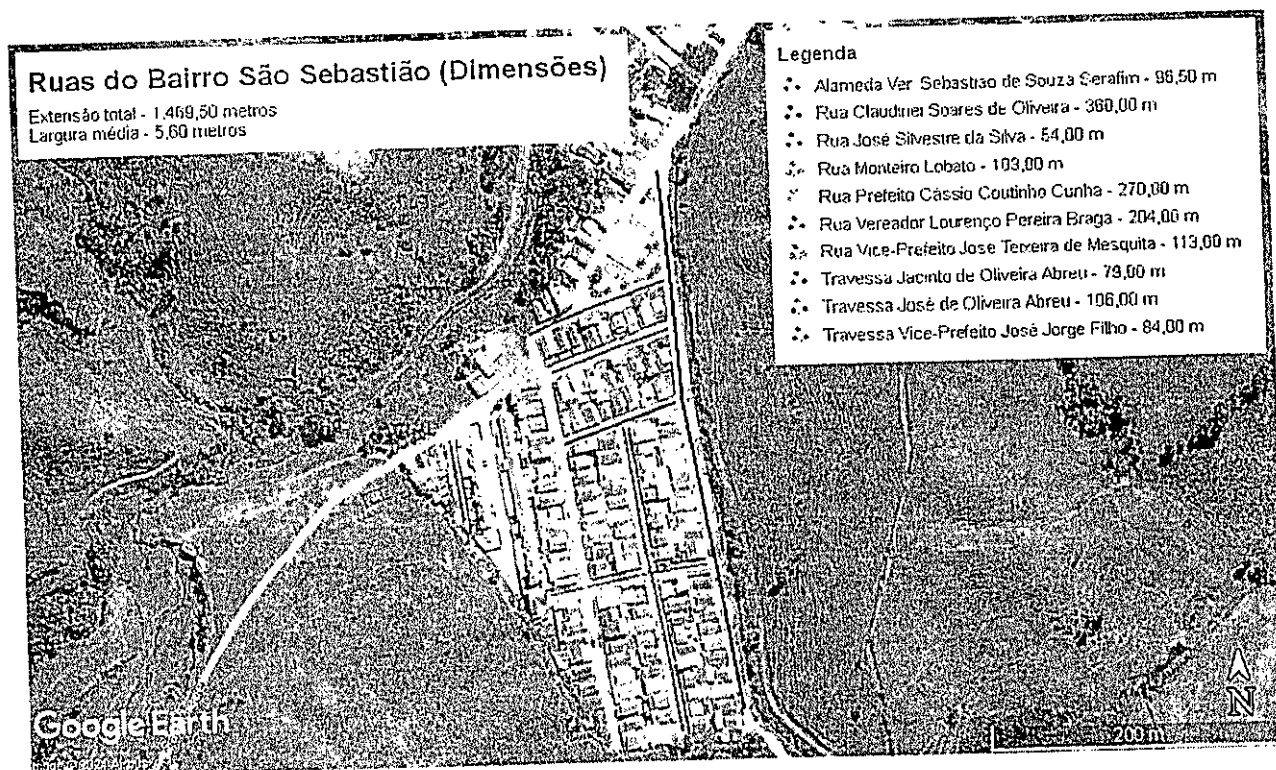 Ruas do Bairro São Sebastião (Dimensões)
Extensão total - 1.469,50 metros
Largura média - 5,60 metros
Legenda
Alameda Ver. Sebastião de Souza Serafim - 96,50 m
Rua Claudinei Soares de Oliveira - 360,00 m
Rua José Silvestre da Silva - 54,00 m
Rua Monteiro Lobato - 103,00 m
Rua Prefeito Cássio Coutinho Cunha - 270,00 m
Rua Vereador Lourenço Pereira Braga - 204,00 m
Rua Vice-Prefeito José Teixeira de Mesquita - 113,00 m
Travessa Jacinto de Oliveira Abreu - 79,00 m
Travessa José de Oliveira Abreu - 106,00 m
Travessa Vice-Prefeito José Jorge Filho - 84,00 m
Google Earth
N
200 m